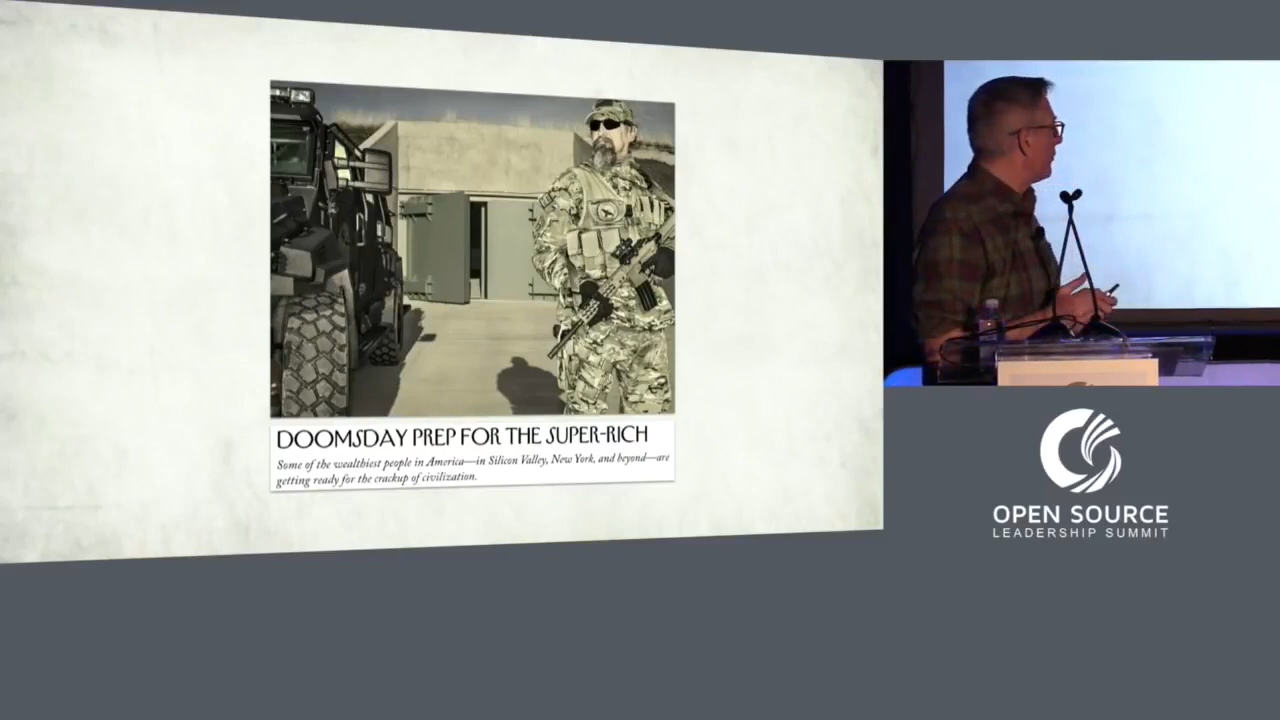 DOOMSDAY PREP FOR THE SUPER-RICH
Some of the wealthiest people in America—in Silicon Valley, New York, and beyond—are
getting ready for the crackup of civilization.
OPEN SOURCE
LEADERSHIP SUMMIT